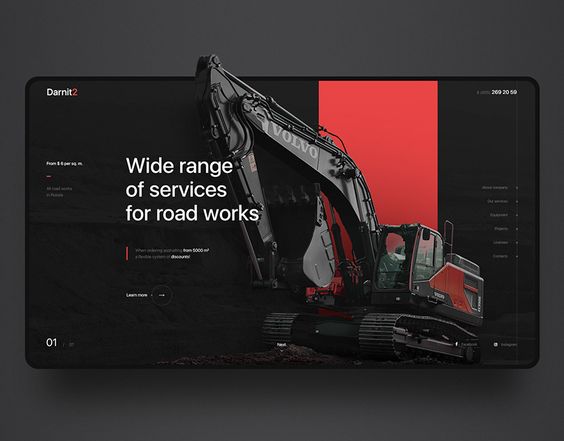 Darnit2
8 (473) 269 20 59
From $ 6 per sq. m.
All road works
in Russia
Wide range
of services
for road works
VOLVO
When ordering asphalting from 5000 m²
a flexible system of discounts!
Learn more
About company
Our services
Equipment
Projects
Licenses
Contacts
VOLVO
01 /
Next
Facebook
Instagram